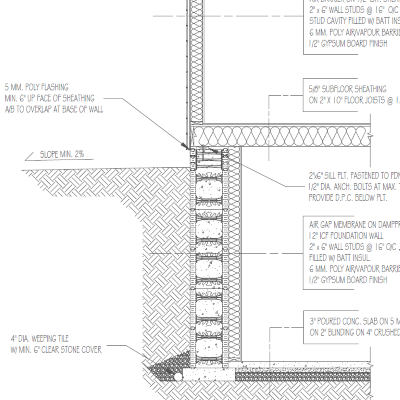 2" x 6" WALL STUDS @ 16" O/C
STUD CAVITY FILLED W/ BATT INS
6 MM. POLY AIR/VAPOUR BARRIE
1/2" GYPSUM BOARD FINISH
5 MM. POLY FLASHING
MIN. 6" UP FACE OF SHEATHING
A/B TO OVERLAP AT BASE OF WALL
5/8" SUBFLOOR SHEATHING
ON 2" X 10" FLOOR JOISTS @ 1
SLOPE MIN. 2%
2"x6" SILL PLT. FASTENED TO FDN
1/2" DIA. ANCH. BOLTS AT MAX.
PROVIDE D.P.C. BELOW PLT.
AIR GAP MEMBRANE ON DAMPPR
12" ICF FOUNDATION WALL
2" x 6" WALL STUDS @ 16" O/C
FILLED W/ BATT INSUL.
6 MM. POLY AIR/VAPOUR BARRIE
1/2" GYPSUM BOARD FINISH
3" POURED CONC. SLAB ON 5 M
ON 2" BLINDING ON 4" CRUSHED
4" DIA. WEEPING TILE
W/ MIN. 6" CLEAR STONE COVER